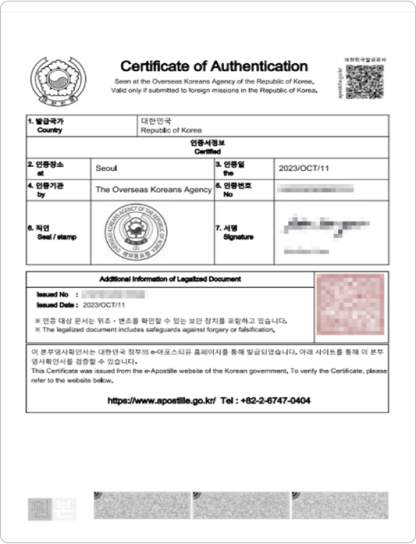 Certificate of Authentication
Seen at the Overseas Koreans Agency of the Republic of Korea.
Valid only if submitted to foreign missions in the Republic of Korea.
apostille.go.kr
1. 발급국가 대한민국
Country Republic of Korea
인증서정보
Certified
2. 인증장소 Seoul 3. 인증일 2023/OCT/11
at the
4. 인증기관 The Overseas Koreans Agency 5. 인증번호
by No
6. 직인 7. 서명
Seal / stamp Signature
OVERSEAS KOREANS AGENCY OF THE REPUBLIC OF KOREA
Additional Information of Legalized Document
Issued No :
Issued Date : 2023/OCT/11
※ 인증 대상 문서는 위조 · 변조를 확인할 수 있는 보안 장치를 포함하고 있습니다.
※ The legalized document includes safeguards against forgery or falsification.
이 본부영사확인서는 대한민국 정부의 e-아포스티유 홈페이지를 통해 발급되었습니다. 아래 사이트를 통해 이 본부
영사확인서를 검증할 수 있습니다.
This Certificate was issued from the e-Apostille website of the Korean government. To verify the Certificate, please
refer to the website below.
https://www.apostille.go.kr/ Tel : +82-2-6747-0404